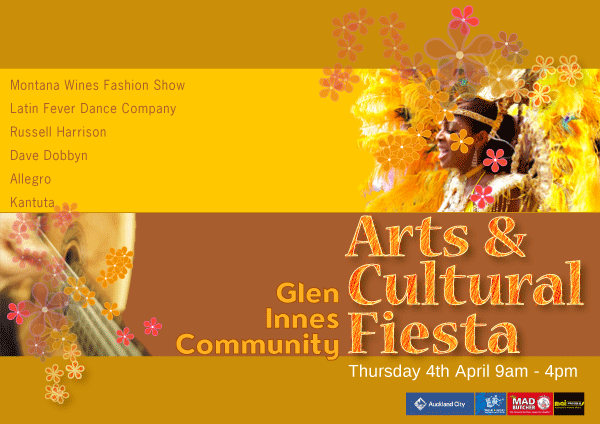 Montana Wines Fashion Show
Latin Fever Dance Company
Russell Harrison
Dave Dobbyn
Allegro
Kantuta
Glen
Innes
Community
Arts &
Cultural
Fiesta
Thursday 4th April 9am - 4pm
Auckland City
MAD
BUTCHER